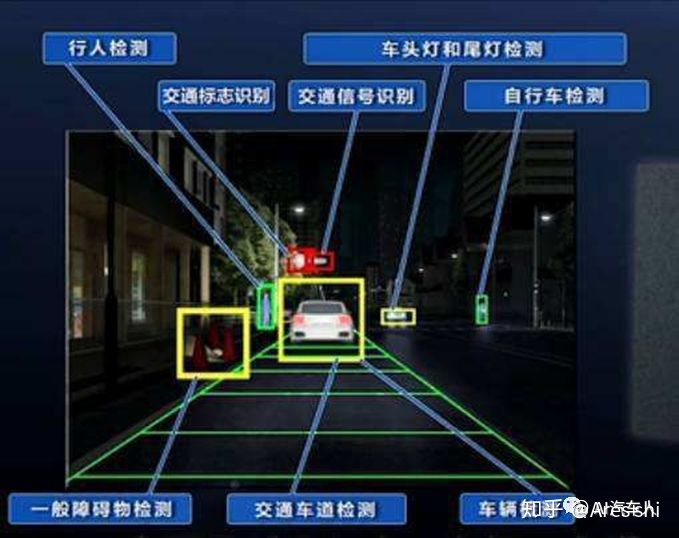 行人检测
车头灯和尾灯检测
交通标志识别
交通信号识别
自行车检测
一般障碍物检测
交通车道检测
车辆
知乎 @Aresshi